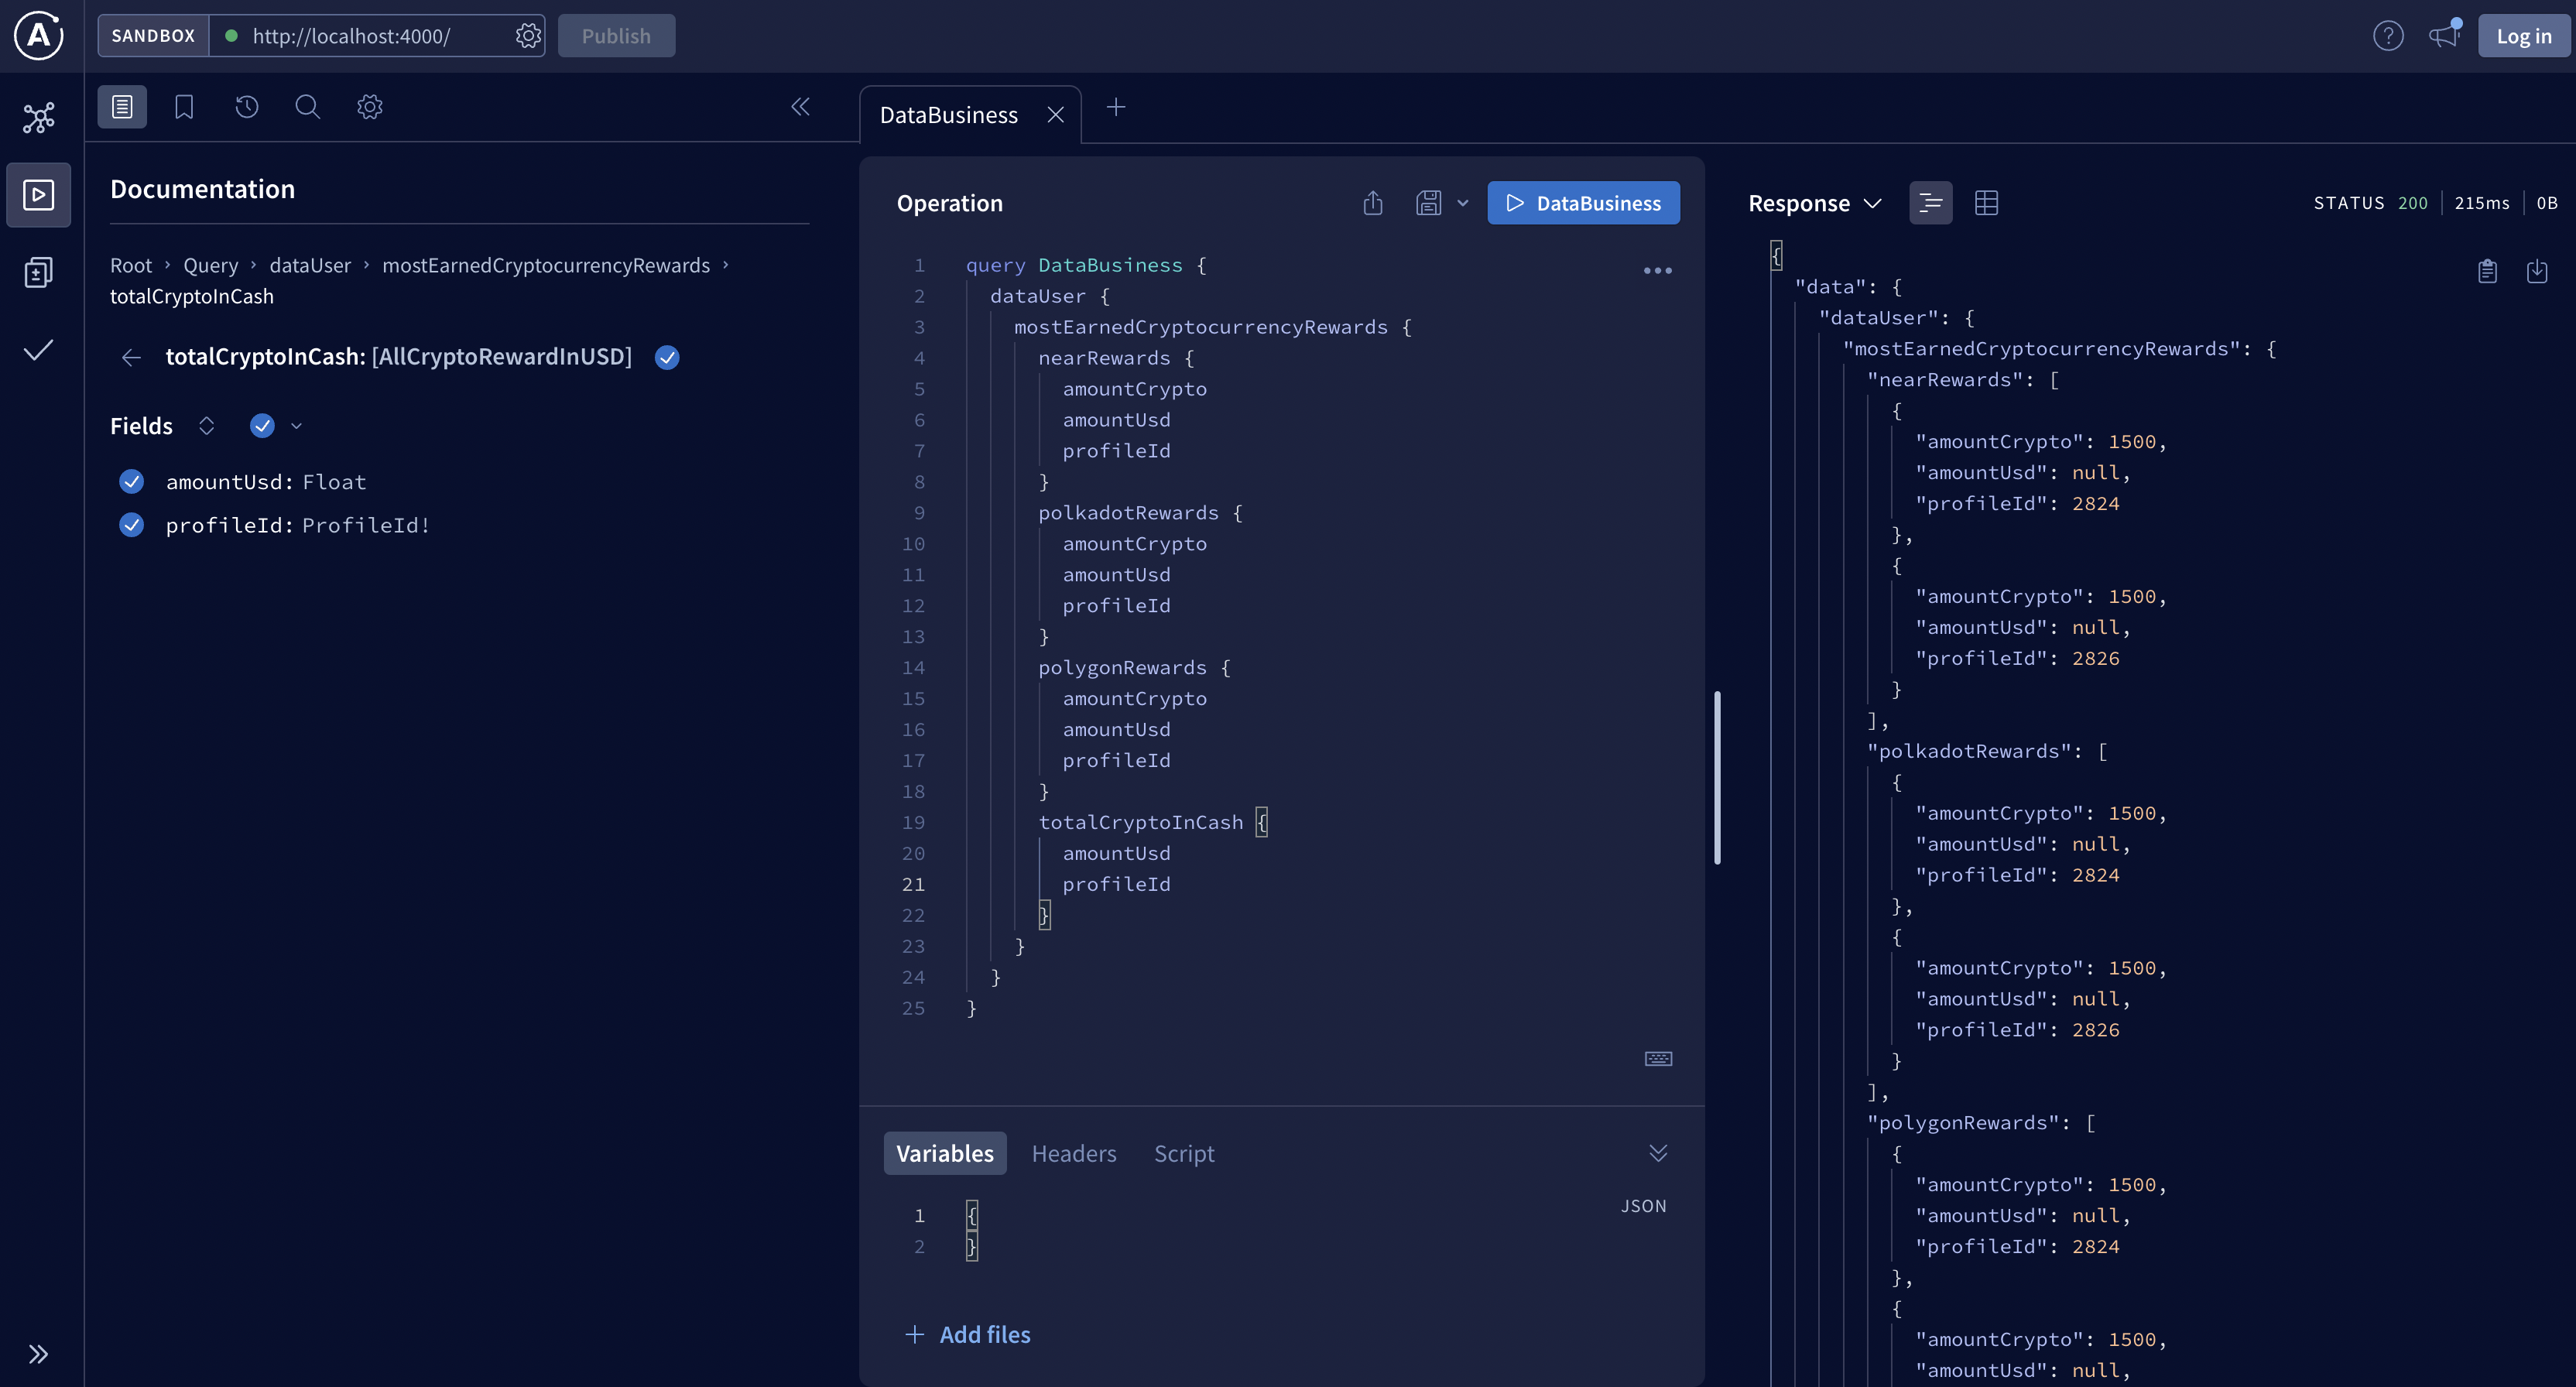 A
SANDBOX http://localhost:4000/ Publish
? Log in
DataBusiness
Documentation
Root › Query › dataUser › mostEarnedCryptocurrencyRewards ›
totalCryptoInCash
totalCryptoInCash: [AllCryptoRewardInUSD]
Fields
amountUsd: Float
profileId: ProfileId!
Operation
DataBusiness
1 query DataBusiness {
2 dataUser {
3 mostEarnedCryptocurrencyRewards {
4 nearRewards {
5 amountCrypto
6 amountUsd
7 profileId
8 }
9 polkadotRewards {
10 amountCrypto
11 amountUsd
12 profileId
13 }
14 polygonRewards {
15 amountCrypto
16 amountUsd
17 profileId
18 }
19 totalCryptoInCash {
20 amountUsd
21 profileId
22 }
23 }
24 }
25 }
Variables Headers Script
JSON
1 {
2 }
+ Add files
Response
STATUS 200 215ms 0B
{
"data": {
"dataUser": {
"mostEarnedCryptocurrencyRewards": {
"nearRewards": [
{
"amountCrypto": 1500,
"amountUsd": null,
"profileId": 2824
},
{
"amountCrypto": 1500,
"amountUsd": null,
"profileId": 2826
}
],
"polkadotRewards": [
{
"amountCrypto": 1500,
"amountUsd": null,
"profileId": 2824
},
{
"amountCrypto": 1500,
"amountUsd": null,
"profileId": 2826
}
],
"polygonRewards": [
{
"amountCrypto": 1500,
"amountUsd": null,
"profileId": 2824
},
{
"amountCrypto": 1500,
"amountUsd": null,